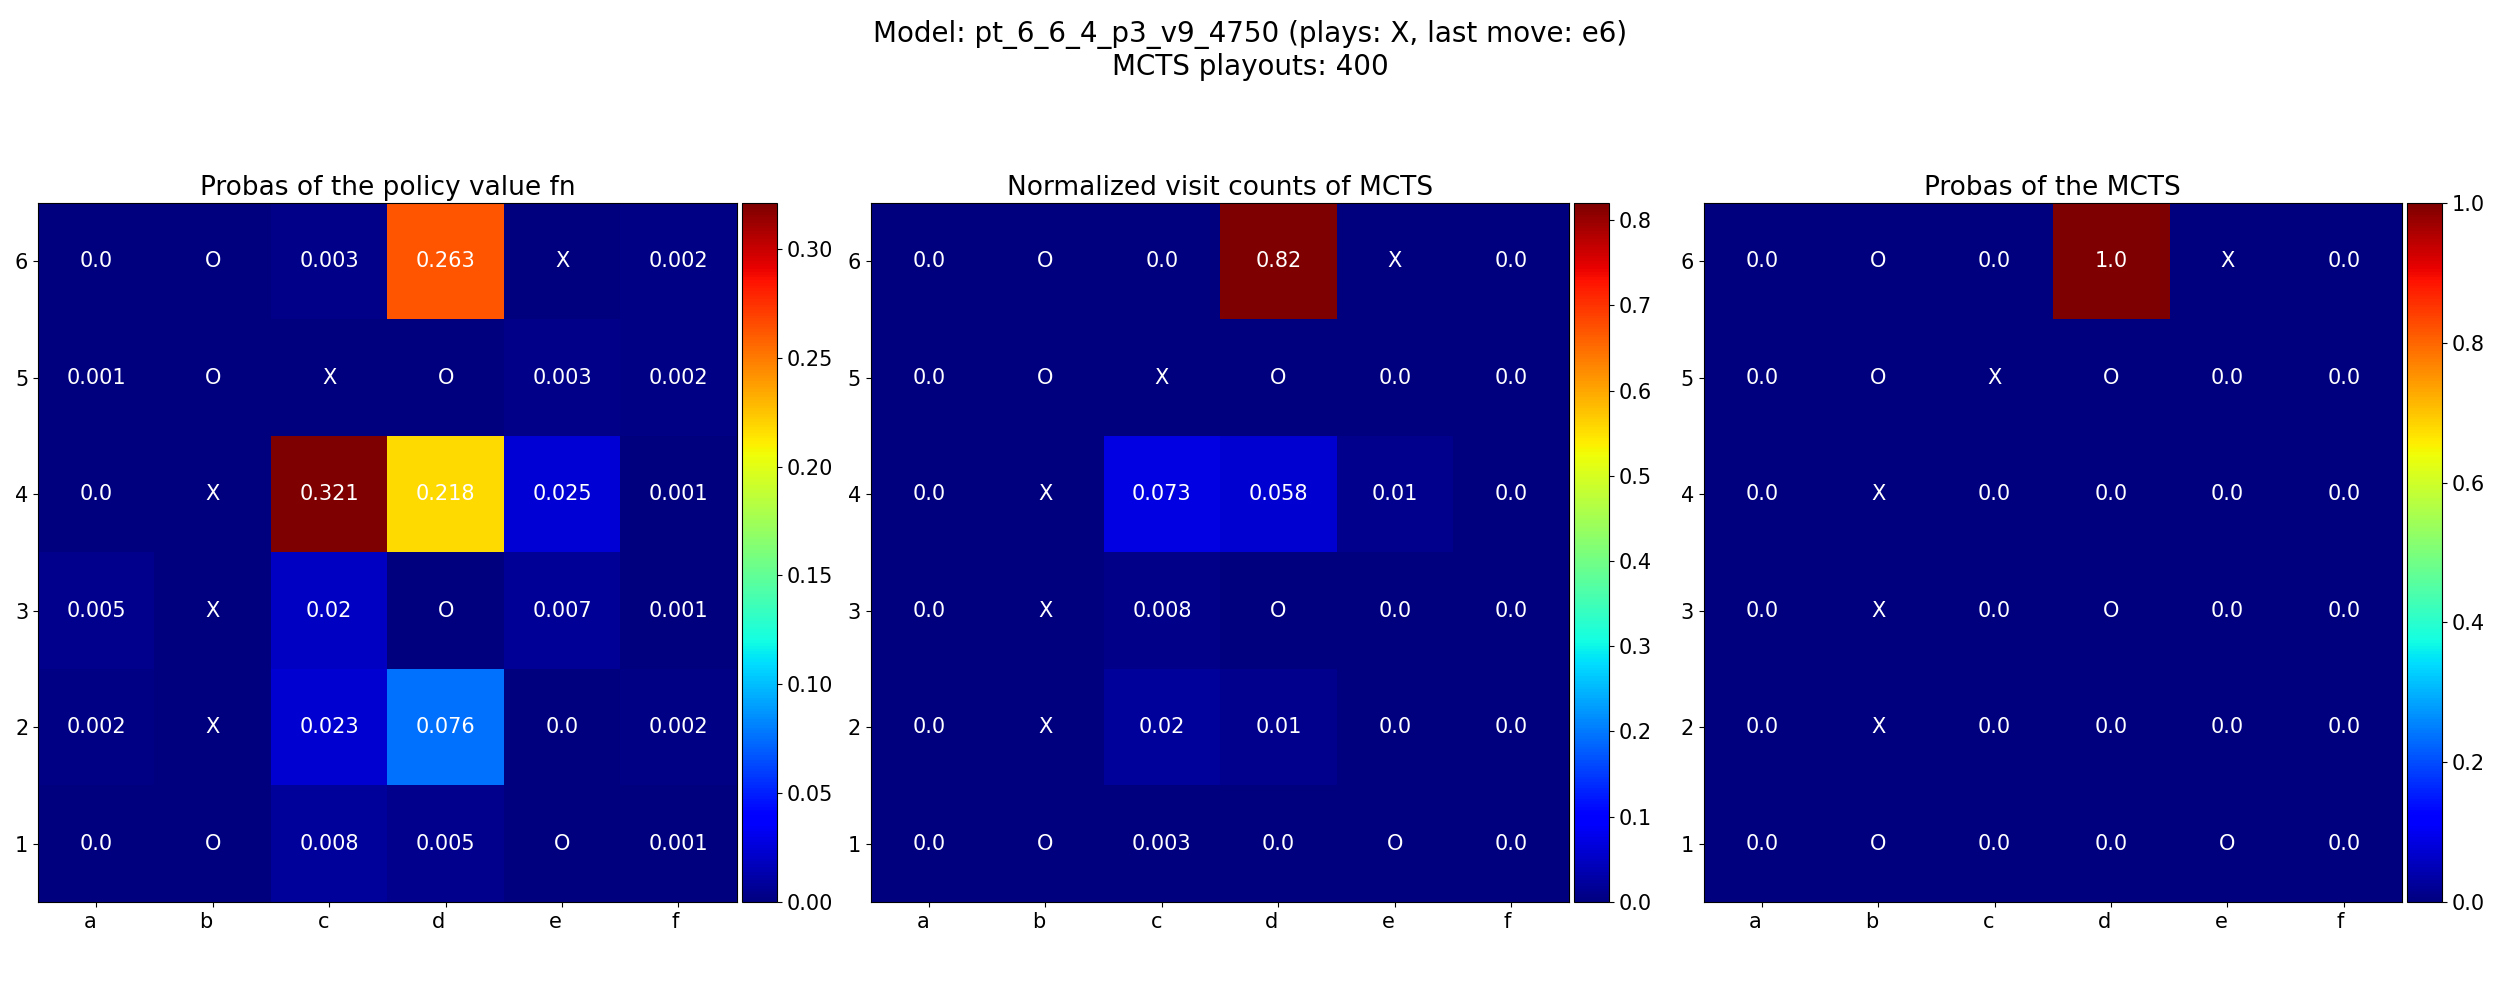 Model: pt_6_6_4_p3_v9_4750 (plays: X, last move: e6)
MCTS playouts: 400
Probas of the policy value fn
6 0.0 O 0.003 0.263 X 0.002
5 0.001 O X O 0.003 0.002
4 0.0 X 0.321 0.218 0.025 0.001
3 0.005 X 0.02 O 0.007 0.001
2 0.002 X 0.023 0.076 0.0 0.002
1 0.0 O 0.008 0.005 O 0.001
a b c d e f
0.30
0.25
0.20
0.15
0.10
0.05
0.00
Normalized visit counts of MCTS
6 0.0 O 0.0 0.82 X 0.0
5 0.0 O X O 0.0 0.0
4 0.0 X 0.073 0.058 0.01 0.0
3 0.0 X 0.008 O 0.0 0.0
2 0.0 X 0.02 0.01 0.0 0.0
1 0.0 O 0.003 0.0 O 0.0
a b c d e f
0.8
0.7
0.6
0.5
0.4
0.3
0.2
0.1
0.0
Probas of the MCTS
6 0.0 O 0.0 1.0 X 0.0
5 0.0 O X O 0.0 0.0
4 0.0 X 0.0 0.0 0.0 0.0
3 0.0 X 0.0 O 0.0 0.0
2 0.0 X 0.0 0.0 0.0 0.0
1 0.0 O 0.0 0.0 O 0.0
a b c d e f
1.0
0.8
0.6
0.4
0.2
0.0